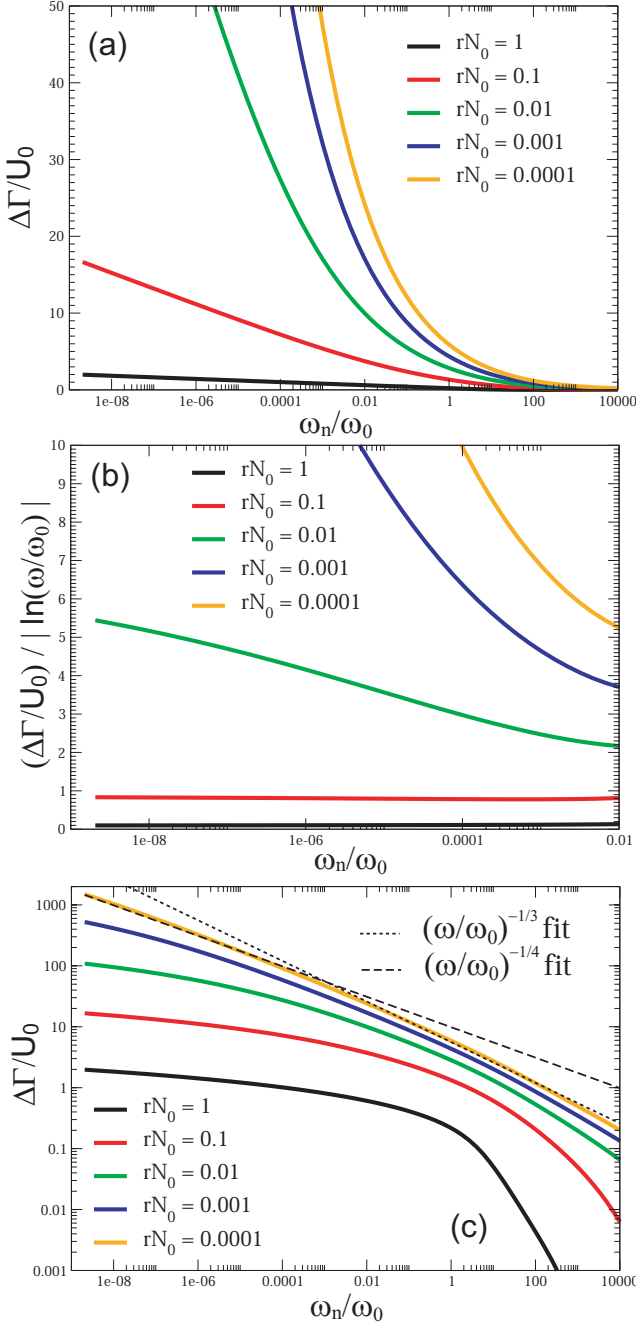 (a)
rN0 = 1
rN0 = 0.1
rN0 = 0.01
rN0 = 0.001
rN0 = 0.0001
50
40
30
20
10
0
ΔΓ/U0
1e-08 1e-06 0.0001 0.01 1 100 10000
ωn/ω0
(b)
rN0 = 1
rN0 = 0.1
rN0 = 0.01
rN0 = 0.001
rN0 = 0.0001
10
9
8
7
6
5
4
3
2
1
0
(ΔΓ/U0) / | ln(ω/ω0) |
1e-08 1e-06 0.0001 0.01
ωn/ω0
(ω/ω0)^-1/3 fit
(ω/ω0)^-1/4 fit
1000
100
10
1
0.1
0.01
0.001
ΔΓ/U0
rN0 = 1
rN0 = 0.1
rN0 = 0.01
rN0 = 0.001
rN0 = 0.0001
(c)
1e-08 1e-06 0.0001 0.01 1 100 10000
ωn/ω0